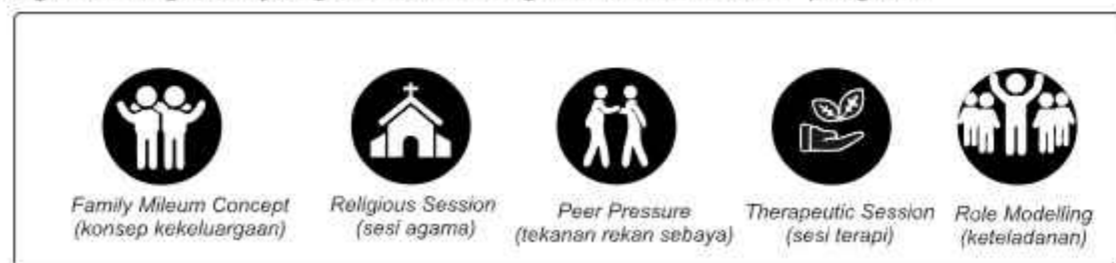 Family Mileum Concept
(konsep kekeluargaan)
Religious Session
(sesi agama)
Peer Pressure
(tekanan rekan sebaya)
Therapeutic Session
(sesi terapi)
Role Modelling
(keteladanan)